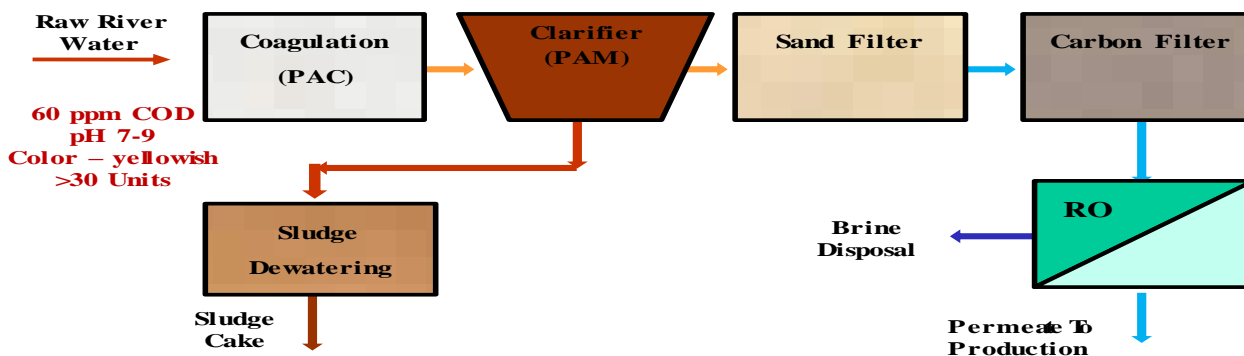 Raw River
Water
Coagulation
(PAC)
Clarifier
(PAM)
Sand Filter
Carbon Filter
60 ppm COD
pH 7-9
Color – yellowish
>30 Units
Sludge
Dewatering
Brine
Disposal
RO
Sludge
Cake
Permeate To
Production